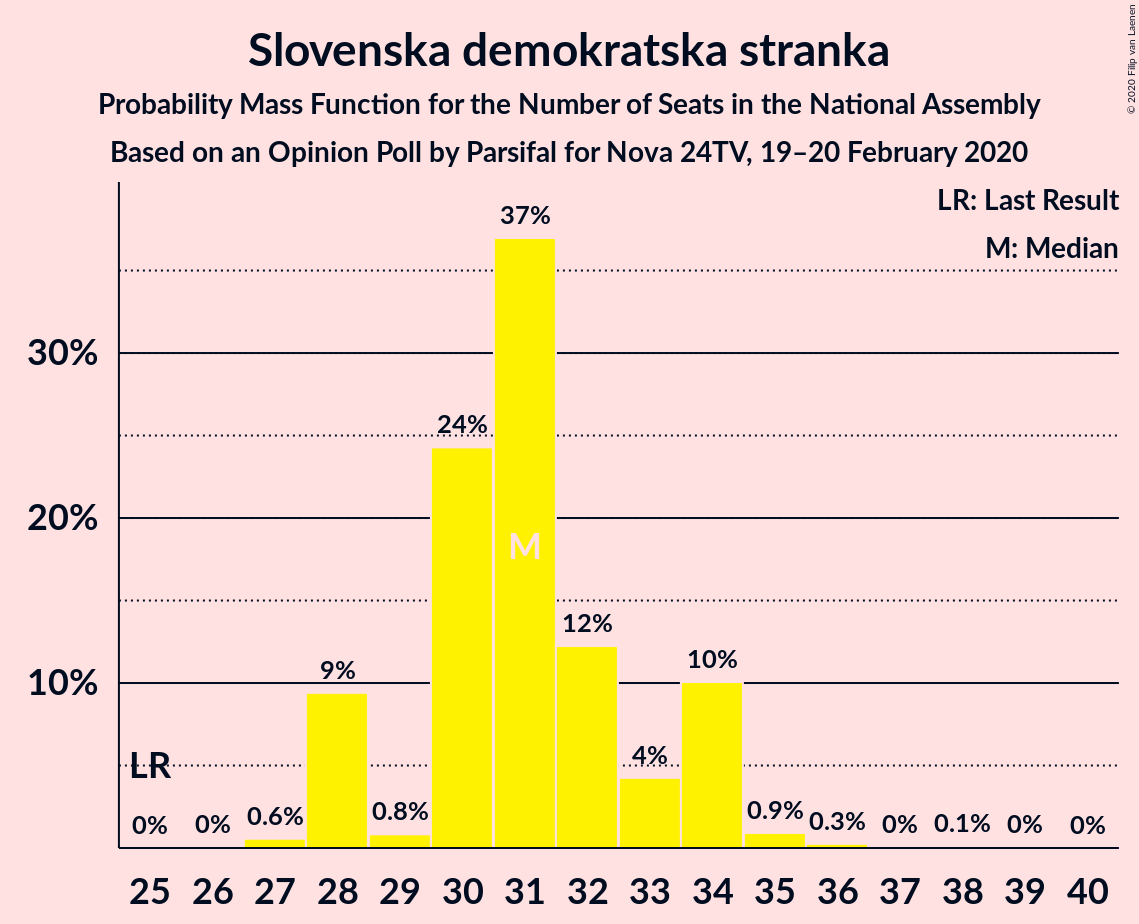 Slovenska demokratska stranka
Probability Mass Function for the Number of Seats in the National Assembly
Based on an Opinion Poll by Parsifal for Nova 24TV, 19–20 February 2020
© 2020 Filip van Laenen
LR: Last Result
M: Median
37%
30%
24%
20%
M
12%
10%
9%
10%
4%
LR
0%
0%
0.6%
0.8%
0.9%
0.3%
0%
0.1%
0%
0%
25 26 27 28 29 30 31 32 33 34 35 36 37 38 39 40